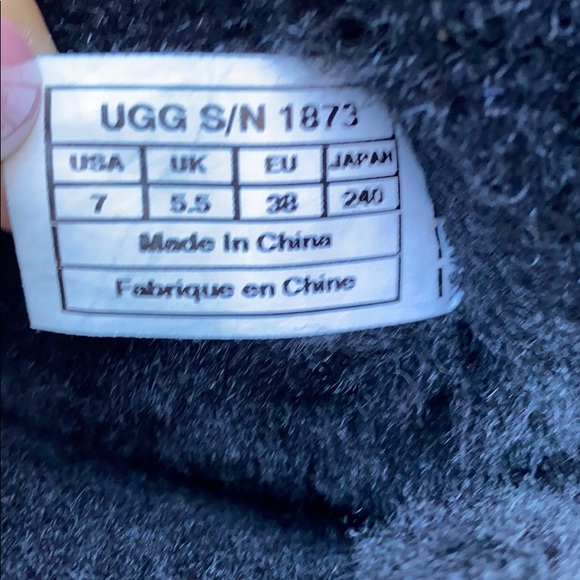 UGG S/N 1873
USA UK EU JAPAN
7 5.5 38 240
Made In China
Fabrique en Chine